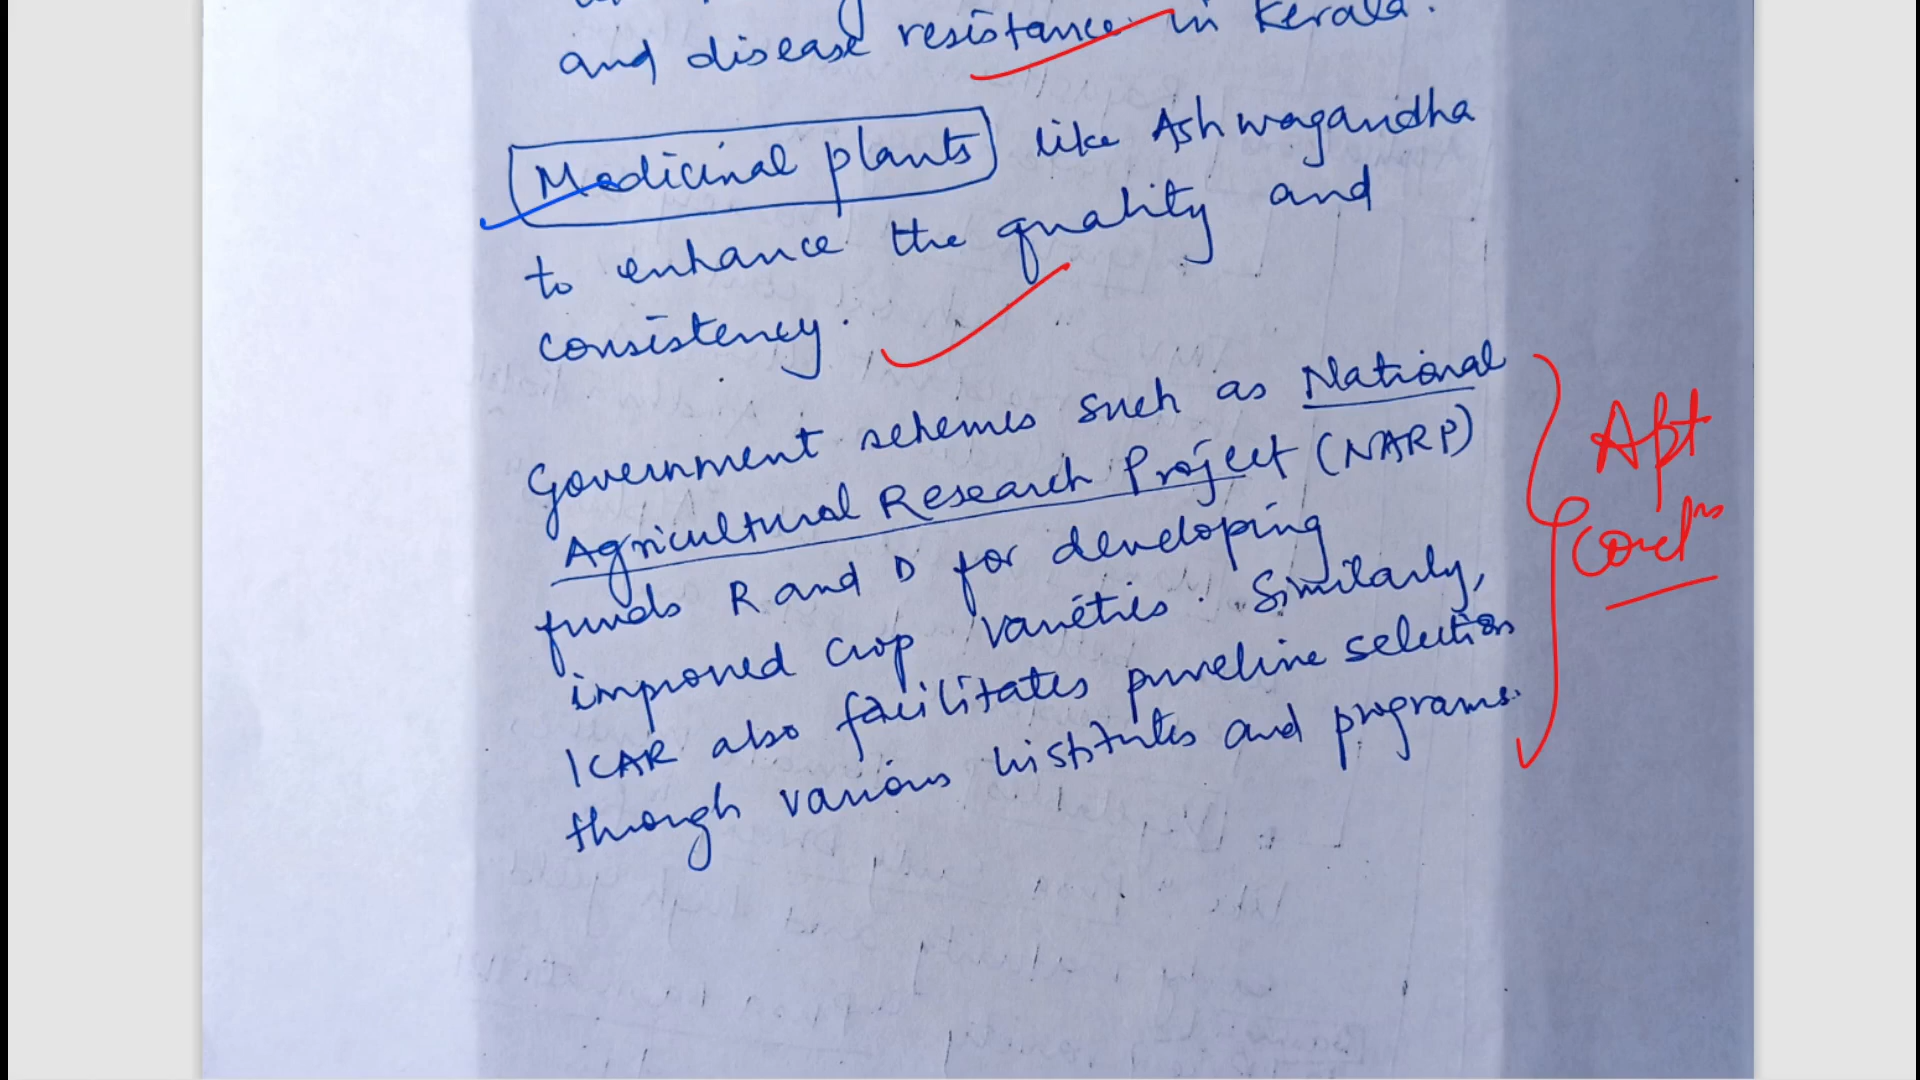 and disease resistance in Kerala.
Medicinal plants like Ashwagandha
to enhance the quality and
consistency.
Government schemes such as National
Agricultural Research Project (NARP)
funds R and D for developing
improved crop varieties. Similarly,
ICAR also facilitates pureline selection
through various institutes and programs.
Apt
Concl^ns